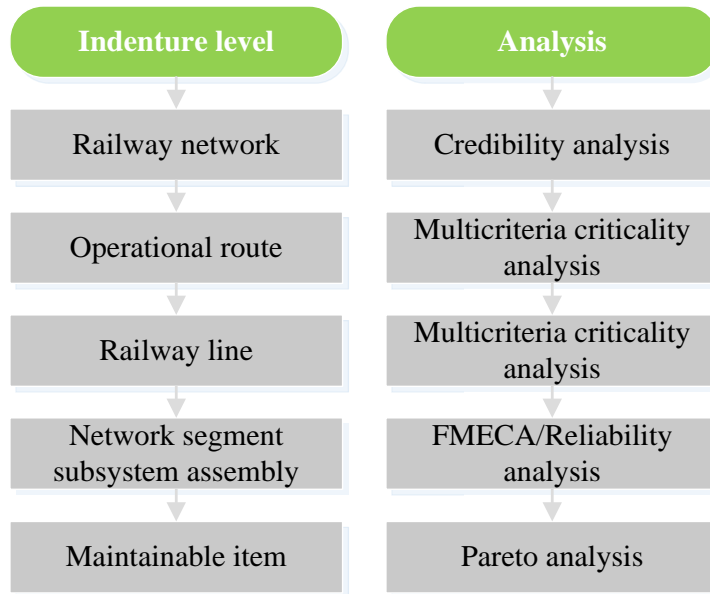 Indenture level
Railway network
Operational route
Railway line
Network segment
subsystem assembly
Maintainable item
Analysis
Credibility analysis
Multicriteria criticality
analysis
Multicriteria criticality
analysis
FMECA/Reliability
analysis
Pareto analysis